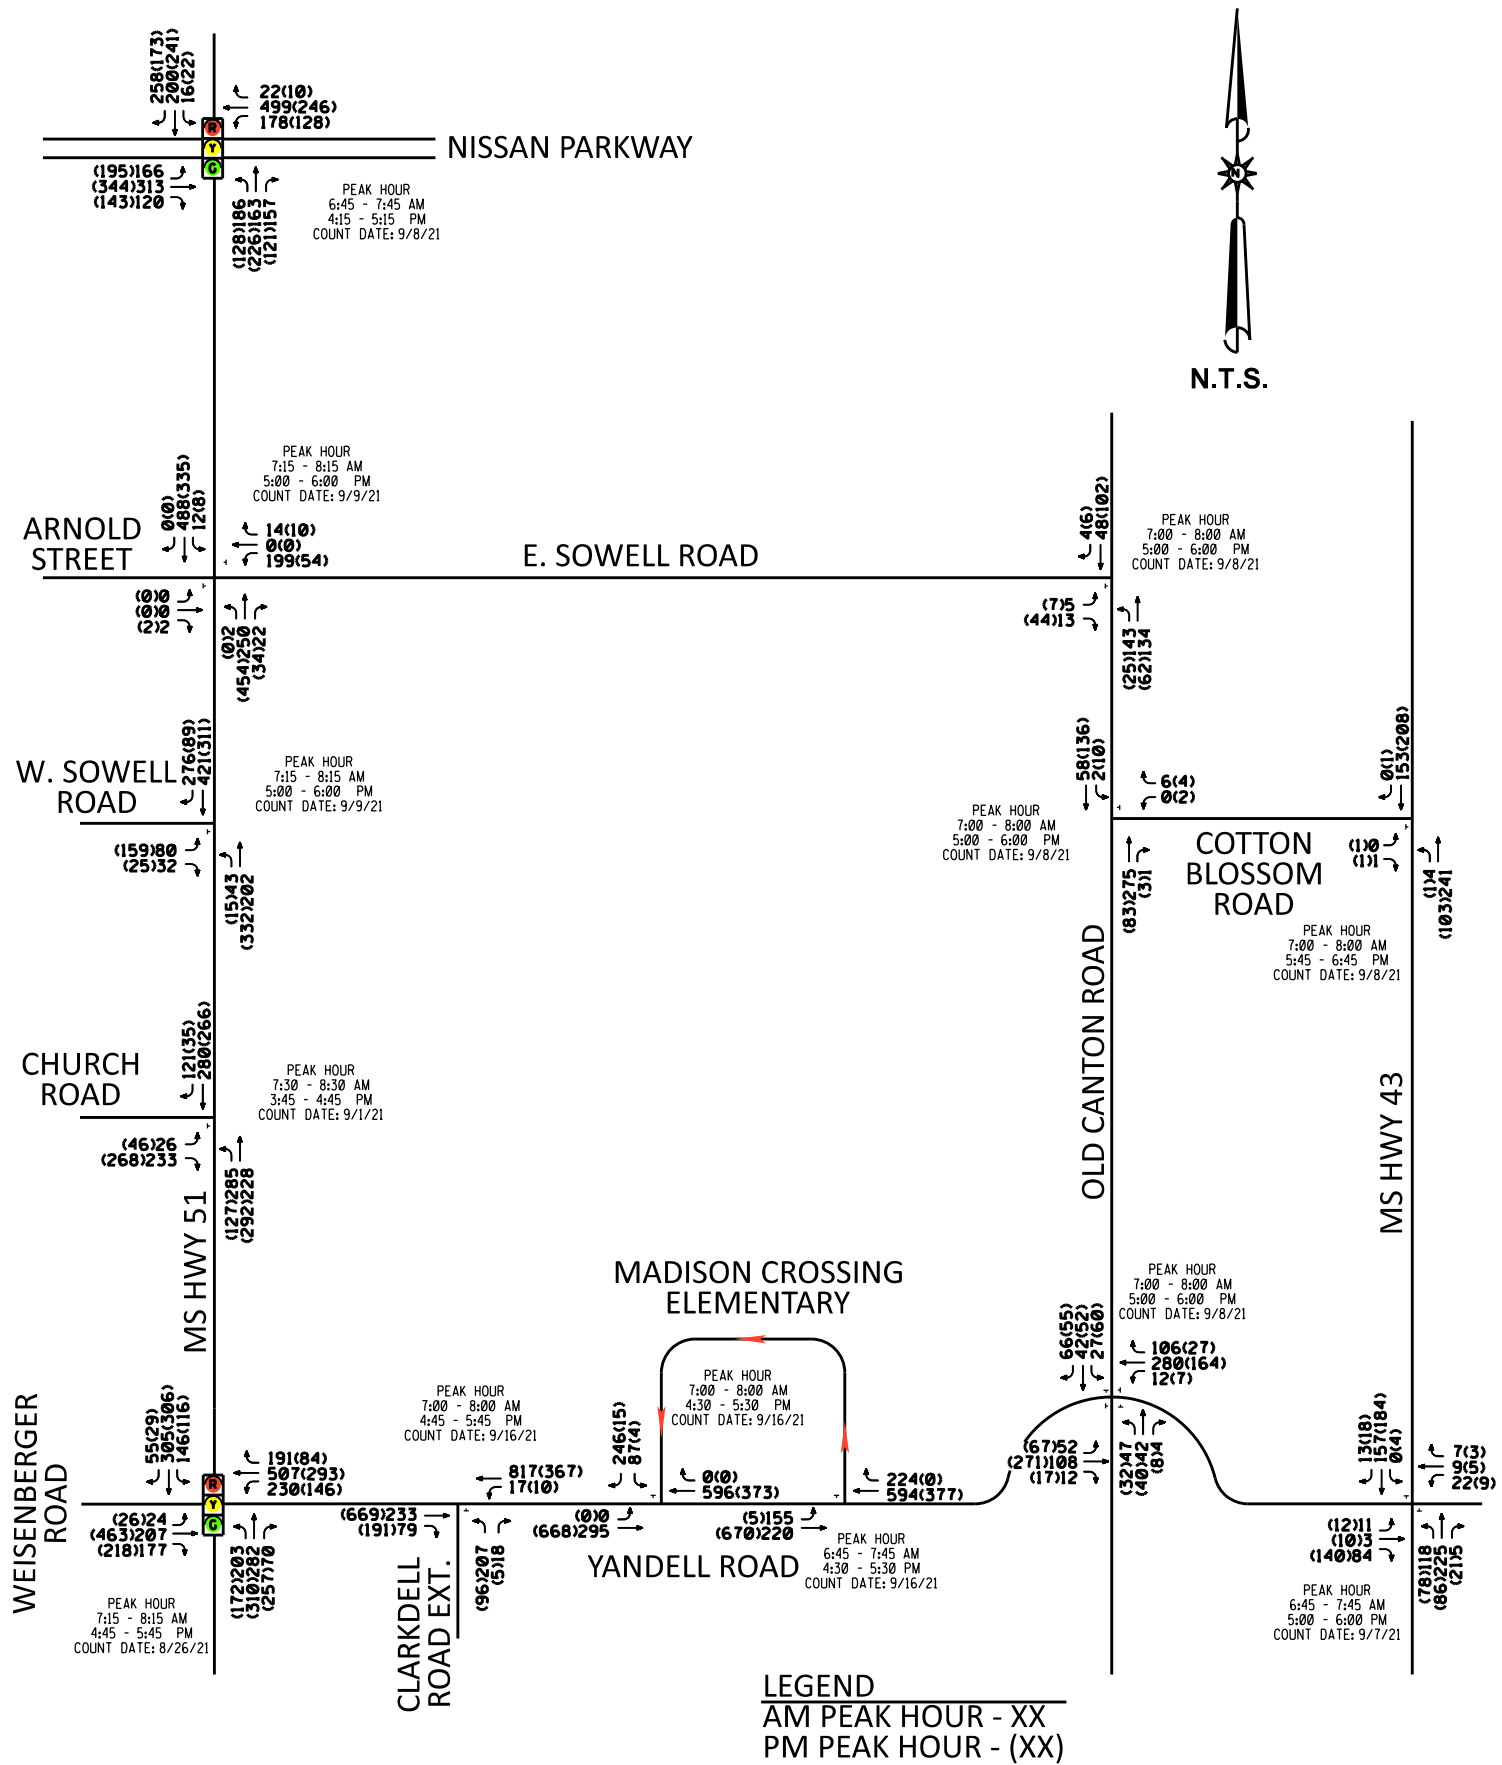 258(173)
200(241)
16(22)
22(10)
499(246)
178(128)
R
Y
G
NISSAN PARKWAY
(195)166
(344)313
(143)120
(128)186
(226)163
(121)157
PEAK HOUR
6:45 - 7:45 AM
4:15 - 5:15 PM
COUNT DATE: 9/8/21
N
N.T.S.
PEAK HOUR
7:15 - 8:15 AM
5:00 - 6:00 PM
COUNT DATE: 9/9/21
0(0)
488(335)
12(8)
ARNOLD
STREET
14(10)
0(0)
199(54)
E. SOWELL ROAD
(0)0
(0)0
(2)2
(0)2
(454)250
(34)22
4(6)
48(102)
PEAK HOUR
7:00 - 8:00 AM
5:00 - 6:00 PM
COUNT DATE: 9/8/21
(7)5
(44)13
(25)143
(62)134
276(89)
421(311)
W. SOWELL
ROAD
PEAK HOUR
7:15 - 8:15 AM
5:00 - 6:00 PM
COUNT DATE: 9/9/21
(159)80
(25)32
(15)43
(332)202
58(136)
2(10)
6(4)
0(2)
PEAK HOUR
7:00 - 8:00 AM
5:00 - 6:00 PM
COUNT DATE: 9/8/21
(83)275
(3)1
COTTON
BLOSSOM
ROAD
0(1)
153(208)
(1)0
(1)1
(1)4
(103)241
PEAK HOUR
7:00 - 8:00 AM
5:45 - 6:45 PM
COUNT DATE: 9/8/21
OLD CANTON ROAD
MS HWY 43
121(35)
280(266)
CHURCH
ROAD
PEAK HOUR
7:30 - 8:30 AM
3:45 - 4:45 PM
COUNT DATE: 9/1/21
(46)26
(268)233
(127)285
(292)228
MS HWY 51
MADISON CROSSING
ELEMENTARY
PEAK HOUR
7:00 - 8:00 AM
5:00 - 6:00 PM
COUNT DATE: 9/8/21
66(55)
42(52)
27(60)
106(27)
280(164)
12(7)
(67)52
(271)108
(17)12
(32)47
(40)42
(8)4
WEISENBERGER
ROAD
55(29)
305(306)
146(116)
191(84)
507(293)
230(146)
R
Y
G
(26)24
(463)207
(218)177
(172)203
(310)282
(257)70
PEAK HOUR
7:15 - 8:15 AM
4:45 - 5:45 PM
COUNT DATE: 8/26/21
PEAK HOUR
7:00 - 8:00 AM
4:45 - 5:45 PM
COUNT DATE: 9/16/21
817(367)
17(10)
(669)233
(191)79
(96)207
(5)18
CLARKDELL
ROAD EXT.
PEAK HOUR
7:00 - 8:00 AM
4:30 - 5:30 PM
COUNT DATE: 9/16/21
246(15)
87(4)
0(0)
596(373)
(0)0
(668)295
224(0)
594(377)
(5)155
(670)220
YANDELL ROAD
PEAK HOUR
6:45 - 7:45 AM
4:30 - 5:30 PM
COUNT DATE: 9/16/21
13(18)
157(184)
0(4)
7(3)
9(5)
22(9)
(12)11
(10)3
(140)84
(78)118
(86)225
(21)5
PEAK HOUR
6:45 - 7:45 AM
5:00 - 6:00 PM
COUNT DATE: 9/7/21
LEGEND
AM PEAK HOUR - XX
PM PEAK HOUR - (XX)